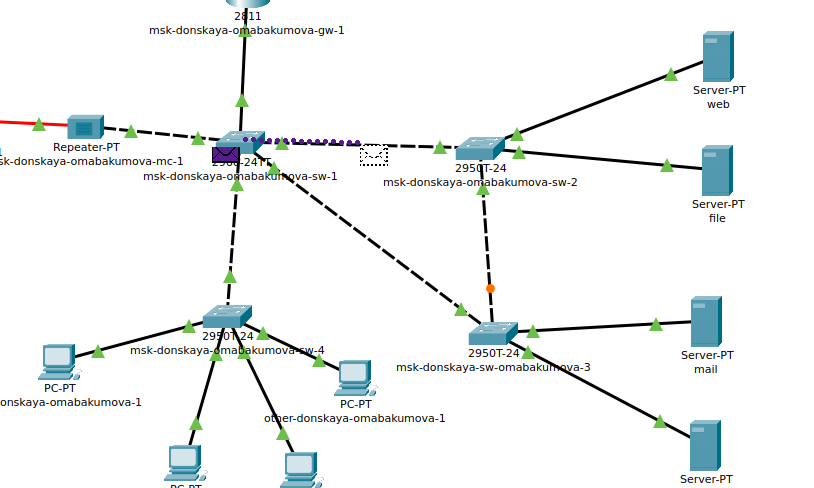 2811
msk-donskaya-omabakumova-gw-1
Server-PT
web
Repeater-PT
sk-donskaya-omabakumova-mc-1
msk-donskaya-omabakumova-sw-1
2950T-24
msk-donskaya-omabakumova-sw-2
Server-PT
file
2950T-24
msk-donskaya-omabakumova-sw-4
2950T-24
msk-donskaya-sw-omabakumova-3
Server-PT
mail
PC-PT
onskaya-omabakumova-1
PC-PT
other-donskaya-omabakumova-1
Server-PT
PC-PT